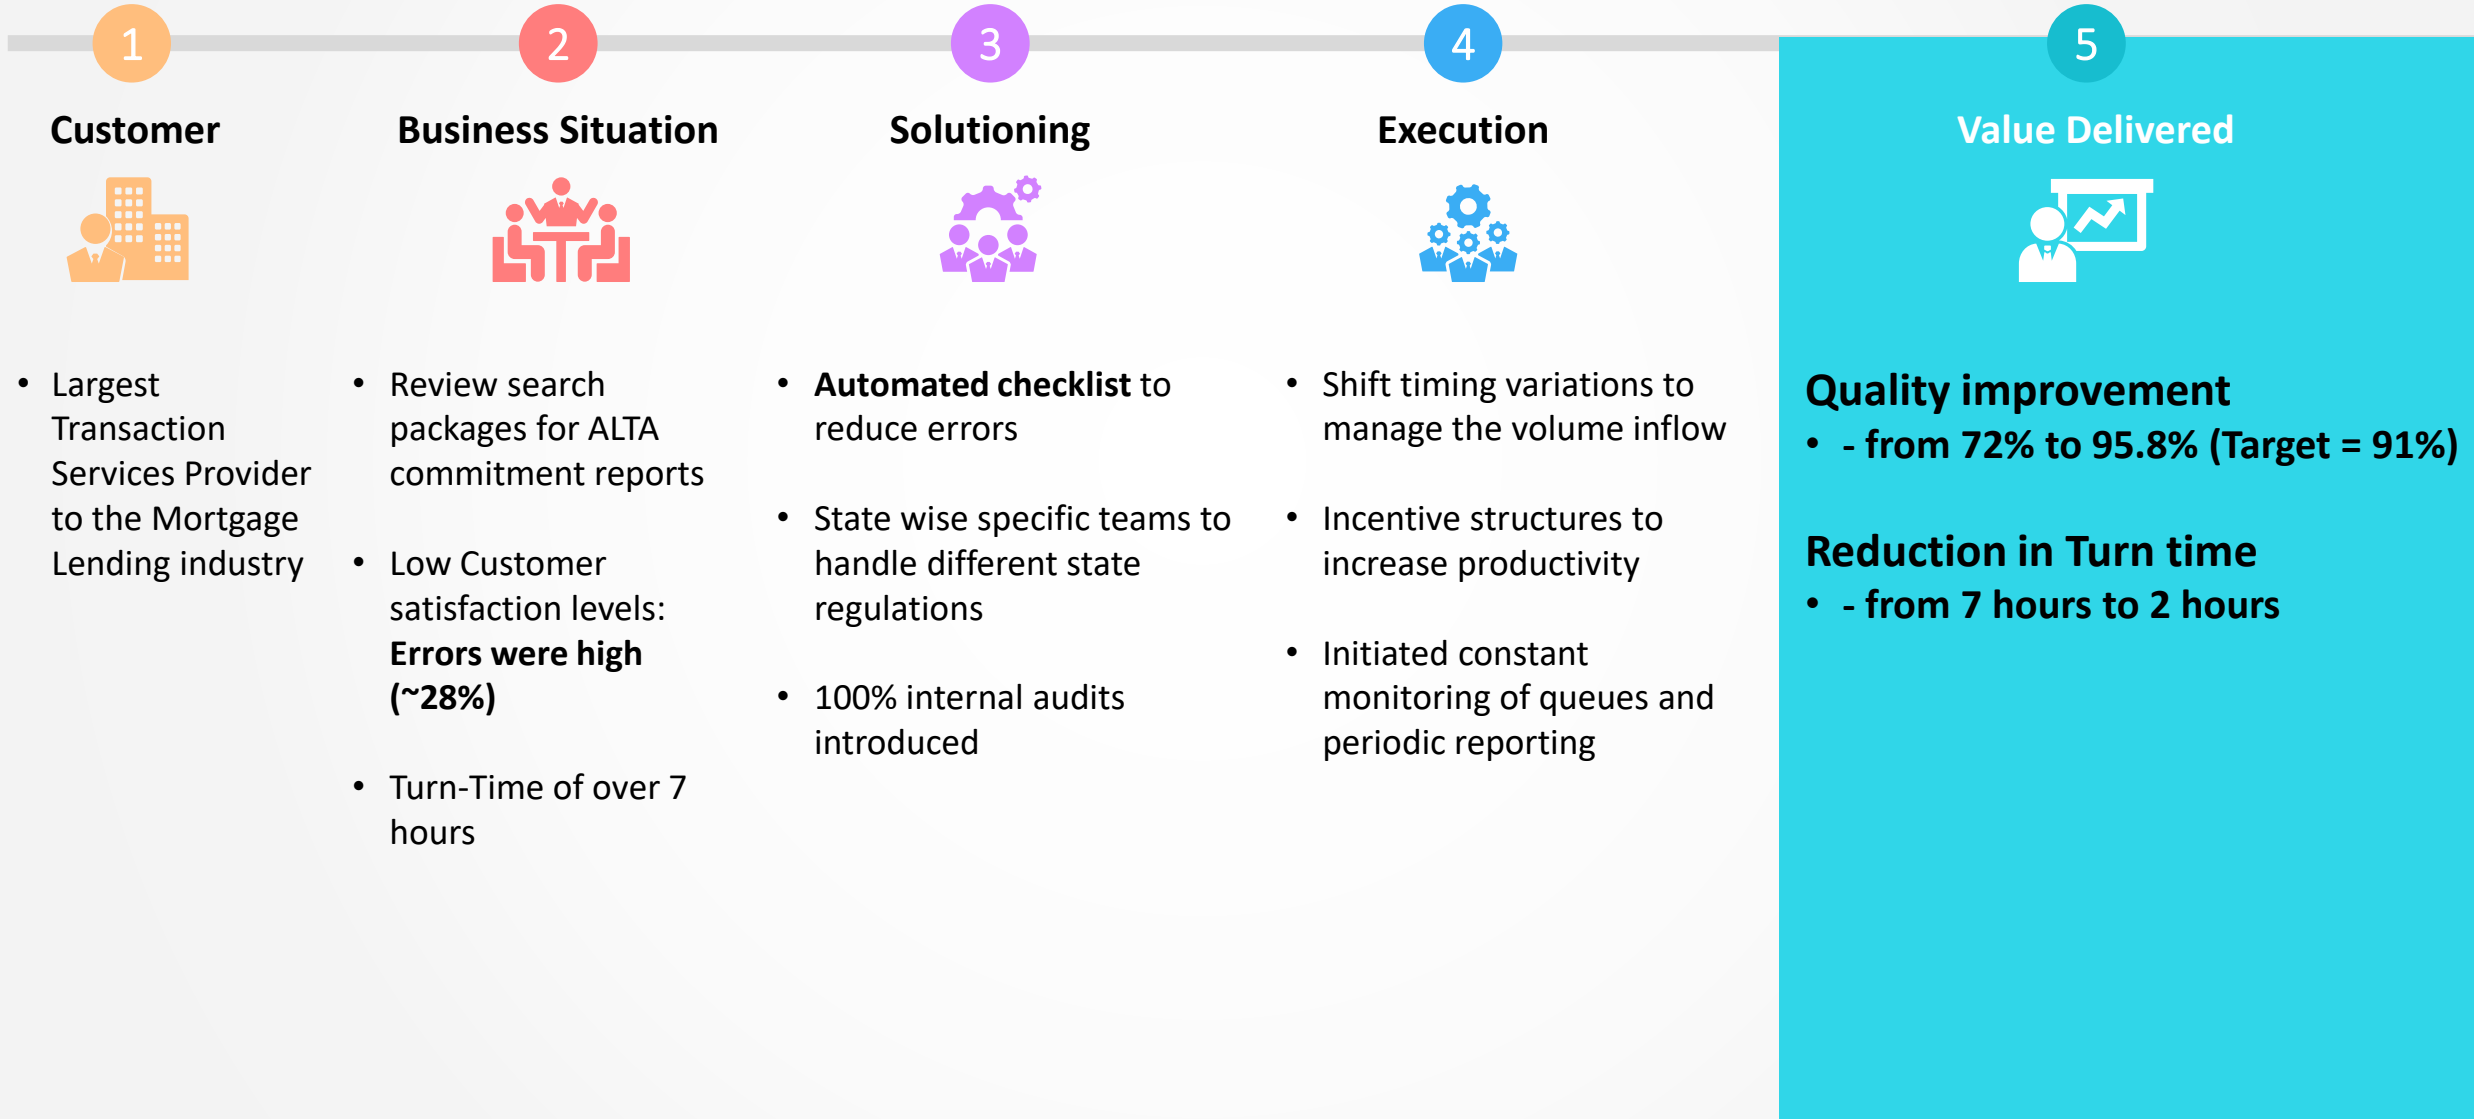 1
Customer
• Largest
Transaction
Services Provider
to the Mortgage
Lending industry
2
Business Situation
• Review search
packages for ALTA
commitment reports
• Low Customer
satisfaction levels:
Errors were high
(~28%)
• Turn-Time of over 7
hours
3
Solutioning
• Automated checklist to
reduce errors
• State wise specific teams to
handle different state
regulations
• 100% internal audits
introduced
4
Execution
• Shift timing variations to
manage the volume inflow
• Incentive structures to
increase productivity
• Initiated constant
monitoring of queues and
periodic reporting
5
Value Delivered
Quality improvement
• - from 72% to 95.8% (Target = 91%)
Reduction in Turn time
• - from 7 hours to 2 hours